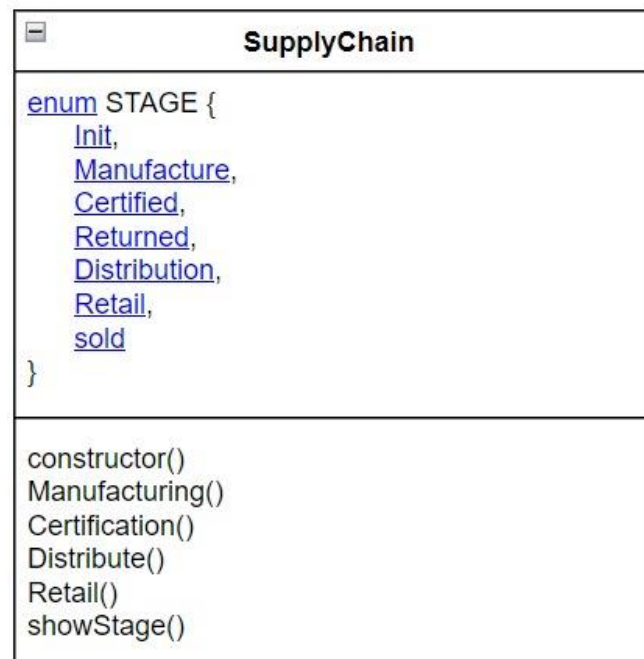 SupplyChain
enum STAGE {
Init,
Manufacture,
Certified,
Returned,
Distribution,
Retail,
sold
}
constructor()
Manufacturing()
Certification()
Distribute()
Retail()
showStage()